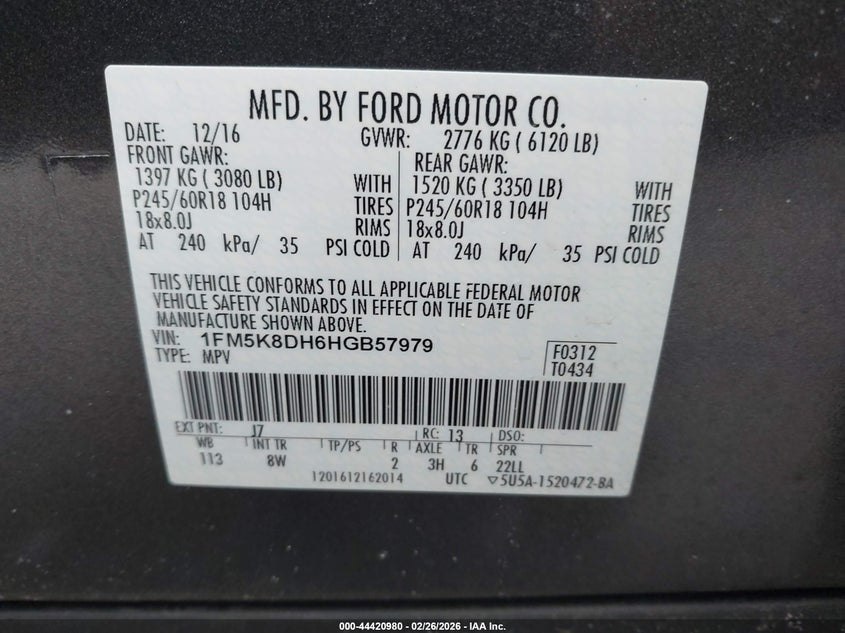 MFD. BY FORD MOTOR CO.
DATE: 12/16 GVWR: 2776 KG ( 6120 LB)
FRONT GAWR: REAR GAWR:
1397 KG ( 3080 LB) WITH 1520 KG ( 3350 LB) WITH
P245/60R18 104H TIRES P245/60R18 104H TIRES
18x8.0J RIMS 18x8.0J RIMS
AT 240 kPa/ 35 PSI COLD AT 240 kPa/ 35 PSI COLD
THIS VEHICLE CONFORMS TO ALL APPLICABLE FEDERAL MOTOR
VEHICLE SAFETY STANDARDS IN EFFECT ON THE DATE OF
MANUFACTURE SHOWN ABOVE.
VIN: 1FM5K8DH6HGB57979
TYPE: MPV
F0312
T0434
EXT PNT: J7 RC: 13 DSO:
WB INT TR TP/PS R AXLE TR SPR
113 8W 2 3H 6 22LL
1201612162014 UTC ▽5U5A-1520472-BA
000-44420980 - 02/26/2026 - IAA Inc.